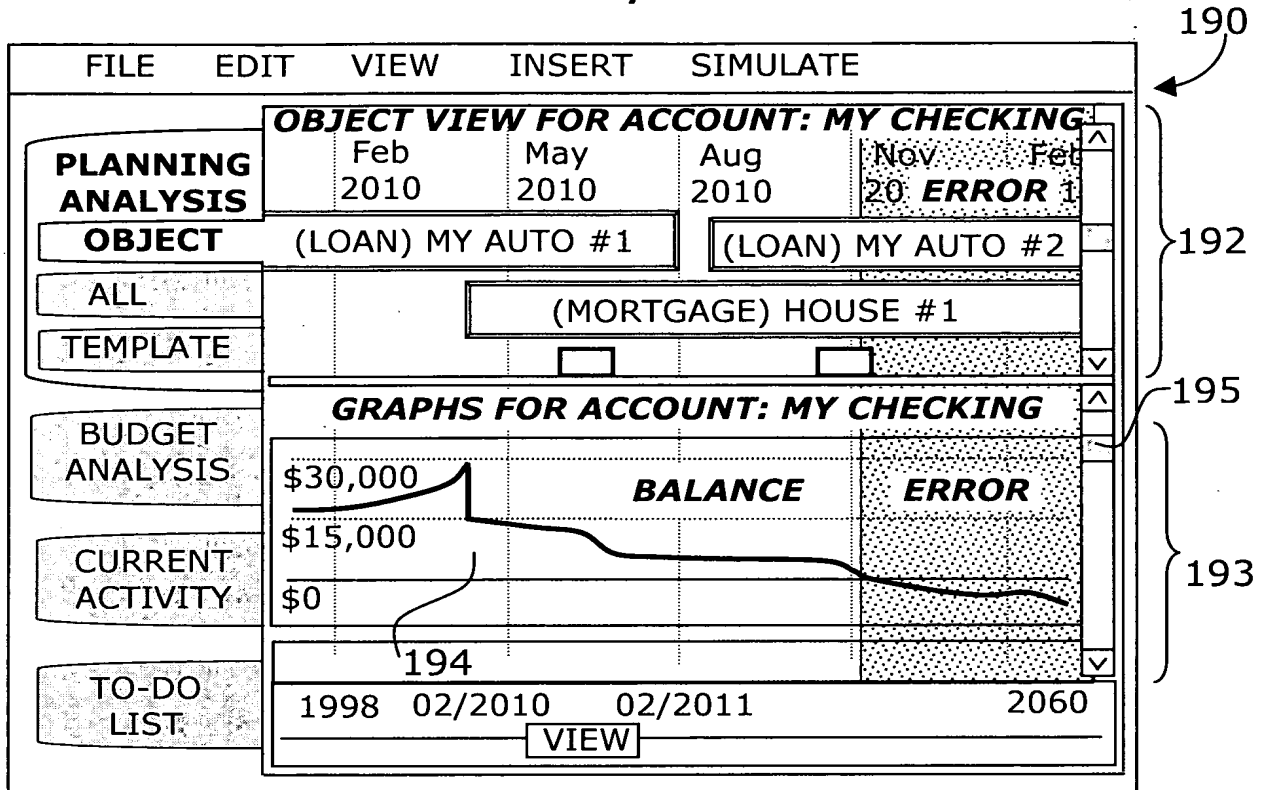 190
FILE EDIT VIEW INSERT SIMULATE
OBJECT VIEW FOR ACCOUNT: MY CHECKING
PLANNING
ANALYSIS
OBJECT
ALL
TEMPLATE
BUDGET
ANALYSIS
CURRENT
ACTIVITY
TO-DO
LIST
Feb May Aug Nov Feb
2010 2010 2010 20 ERROR 1
(LOAN) MY AUTO #1 (LOAN) MY AUTO #2
(MORTGAGE) HOUSE #1
192
GRAPHS FOR ACCOUNT: MY CHECKING
195
$30,000 BALANCE ERROR
$15,000
$0
193
194
1998 02/2010 02/2011 2060
VIEW